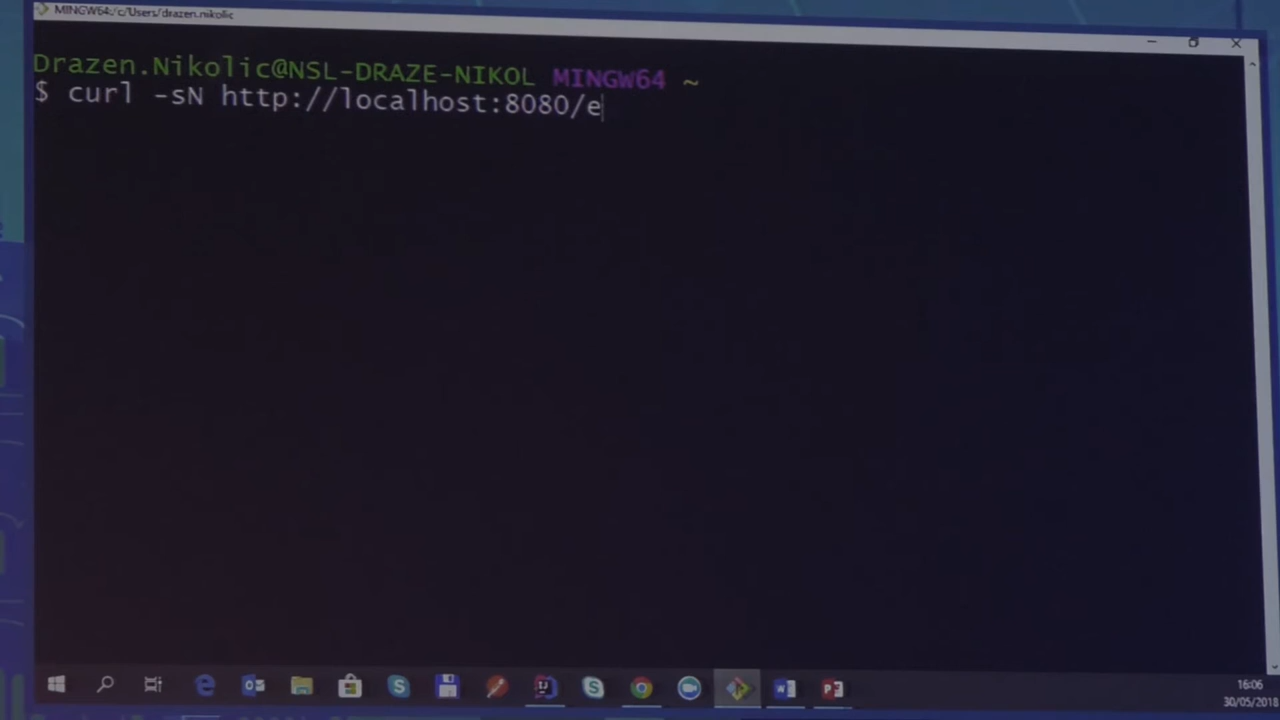 MINGW64:/c/Users/drazen.nikolic
Drazen.Nikolic@NSL-DRAZE-NIKOL MINGW64 ~
$ curl -sN http://localhost:8080/e
16:06
30/05/2018